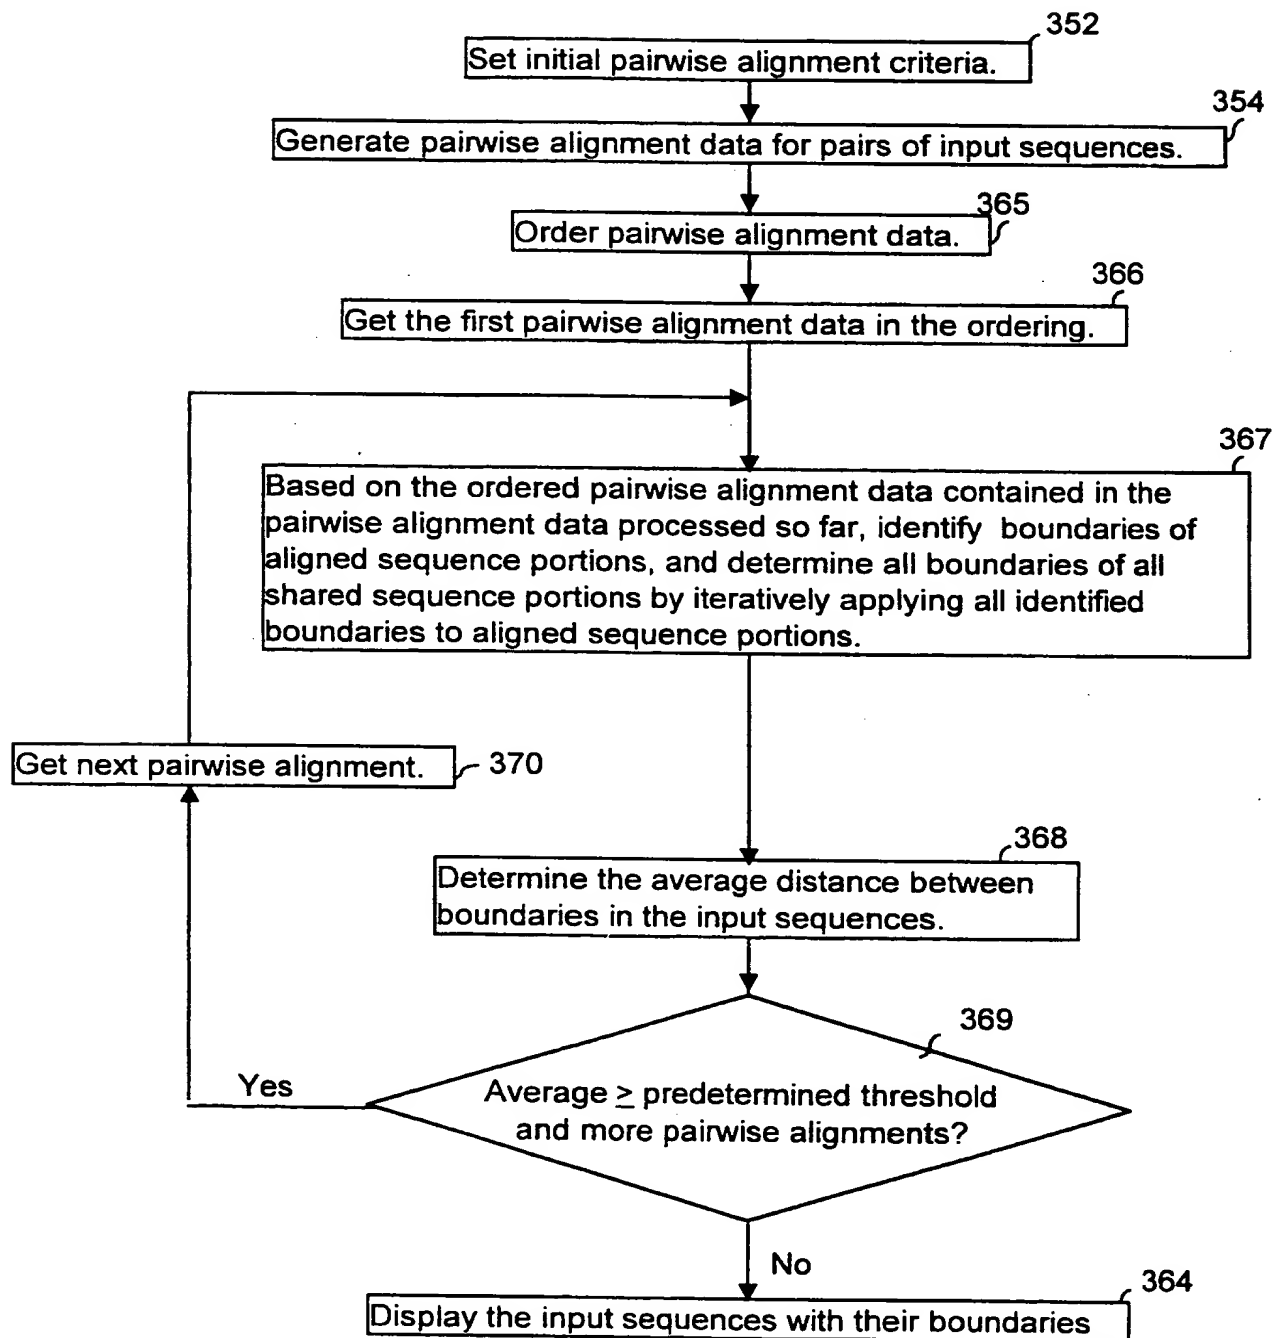 352
Set initial pairwise alignment criteria.
354
Generate pairwise alignment data for pairs of input sequences.
365
Order pairwise alignment data.
366
Get the first pairwise alignment data in the ordering.
367
Based on the ordered pairwise alignment data contained in the
pairwise alignment data processed so far, identify boundaries of
aligned sequence portions, and determine all boundaries of all
shared sequence portions by iteratively applying all identified
boundaries to aligned sequence portions.
Get next pairwise alignment.
370
368
Determine the average distance between
boundaries in the input sequences.
369
Yes
Average ≥ predetermined threshold
and more pairwise alignments?
No
364
Display the input sequences with their boundaries